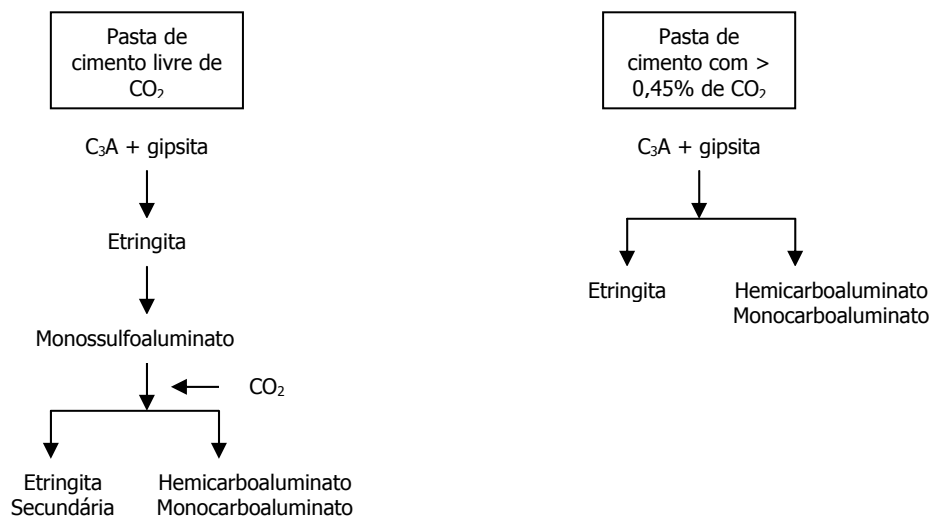 Pasta de
cimento livre de
CO₂
C₃A + gipsita
Etringita
Monossulfoaluminato
CO₂
Etringita
Secundária
Hemicarboaluminato
Monocarboaluminato
Pasta de
cimento com >
0,45% de CO₂
C₃A + gipsita
Etringita
Hemicarboaluminato
Monocarboaluminato